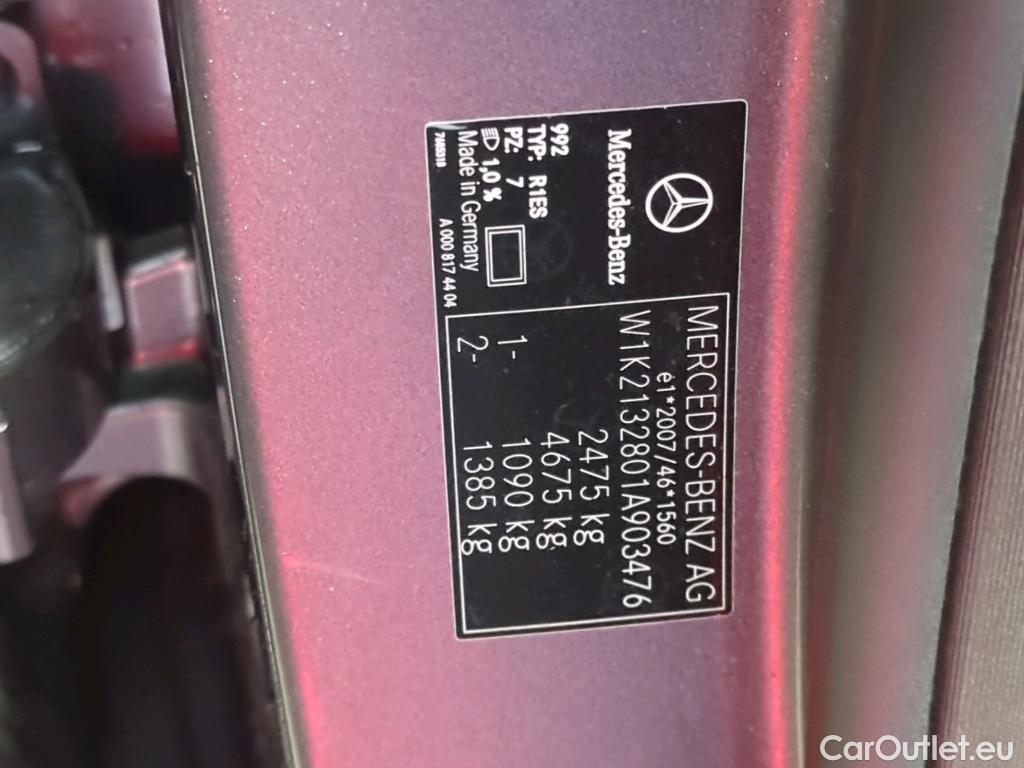 Mercedes-Benz
992
TYP: R1ES
PZ: 7
1,0 %
Made in Germany
7485310 A 000 817 44 04
MERCEDES-BENZ AG
e1*2007/46*1560
W1K2132801A903476
2475 kg
4675 kg
1- 1090 kg
2- 1385 kg
CarOutlet.eu